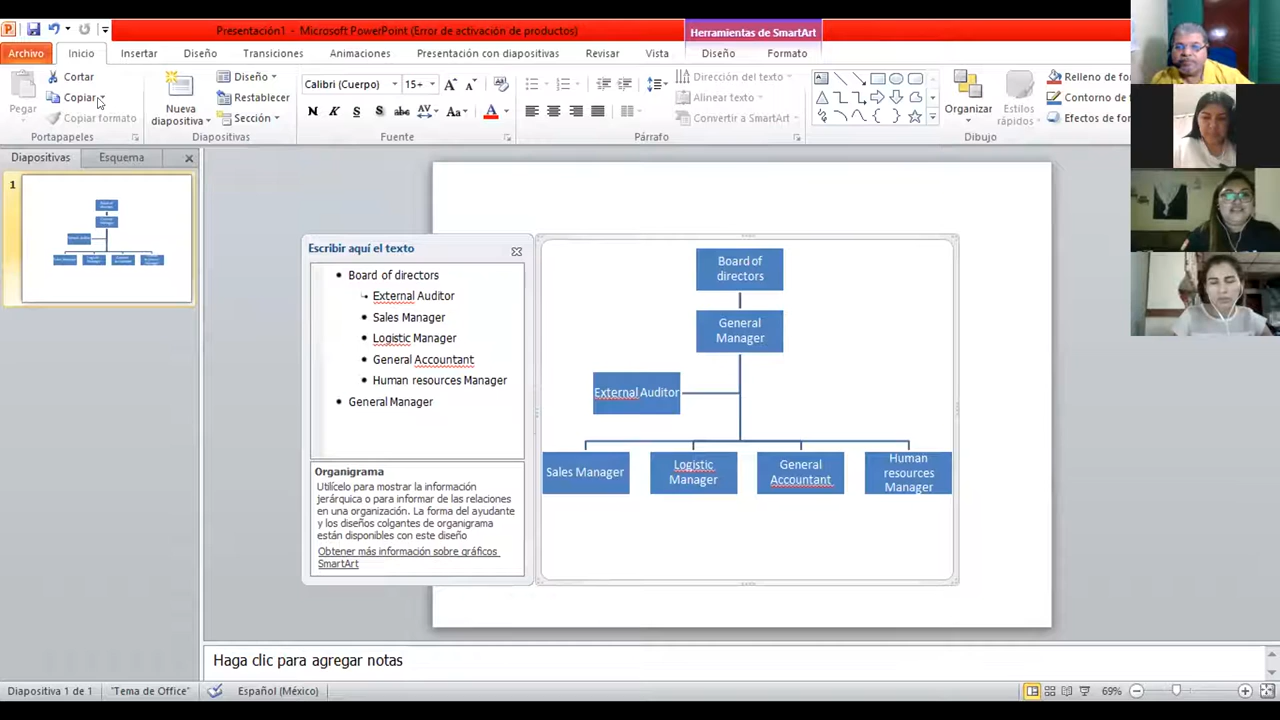 Presentación1 - Microsoft PowerPoint (Error de activación de productos)
Herramientas de SmartArt
Archivo Inicio Insertar Diseño Transiciones Animaciones Presentación con diapositivas Revisar Vista Diseño Formato
Pegar
Cortar
Copiar
Copiar formato
Portapapeles
Nueva
diapositiva
Diseño
Restablecer
Sección
Diapositivas
Calibri (Cuerpo) 15+
N K S S abc AV Aa A
Fuente
Dirección del texto
Alinear texto
Convertir a SmartArt
Párrafo
Organizar
Estilos
rápidos
Relleno de fo
Contorno de f
Efectos de for
Dibujo
Diapositivas Esquema
1
Escribir aquí el texto
Board of directors
External Auditor
Sales Manager
Logistic Manager
General Accountant
Human resources Manager
General Manager
Organigrama
Utilícelo para mostrar la información
jerárquica o para informar de las relaciones
en una organización. La forma del ayudante
y los diseños colgantes de organigrama
están disponibles con este diseño
Obtener más información sobre gráficos
SmartArt
Board of
directors
General
Manager
External Auditor
Sales Manager
Logistic
Manager
General
Accountant
Human
resources
Manager
Haga clic para agregar notas
Diapositiva 1 de 1 "Tema de Office" Español (México) 69%